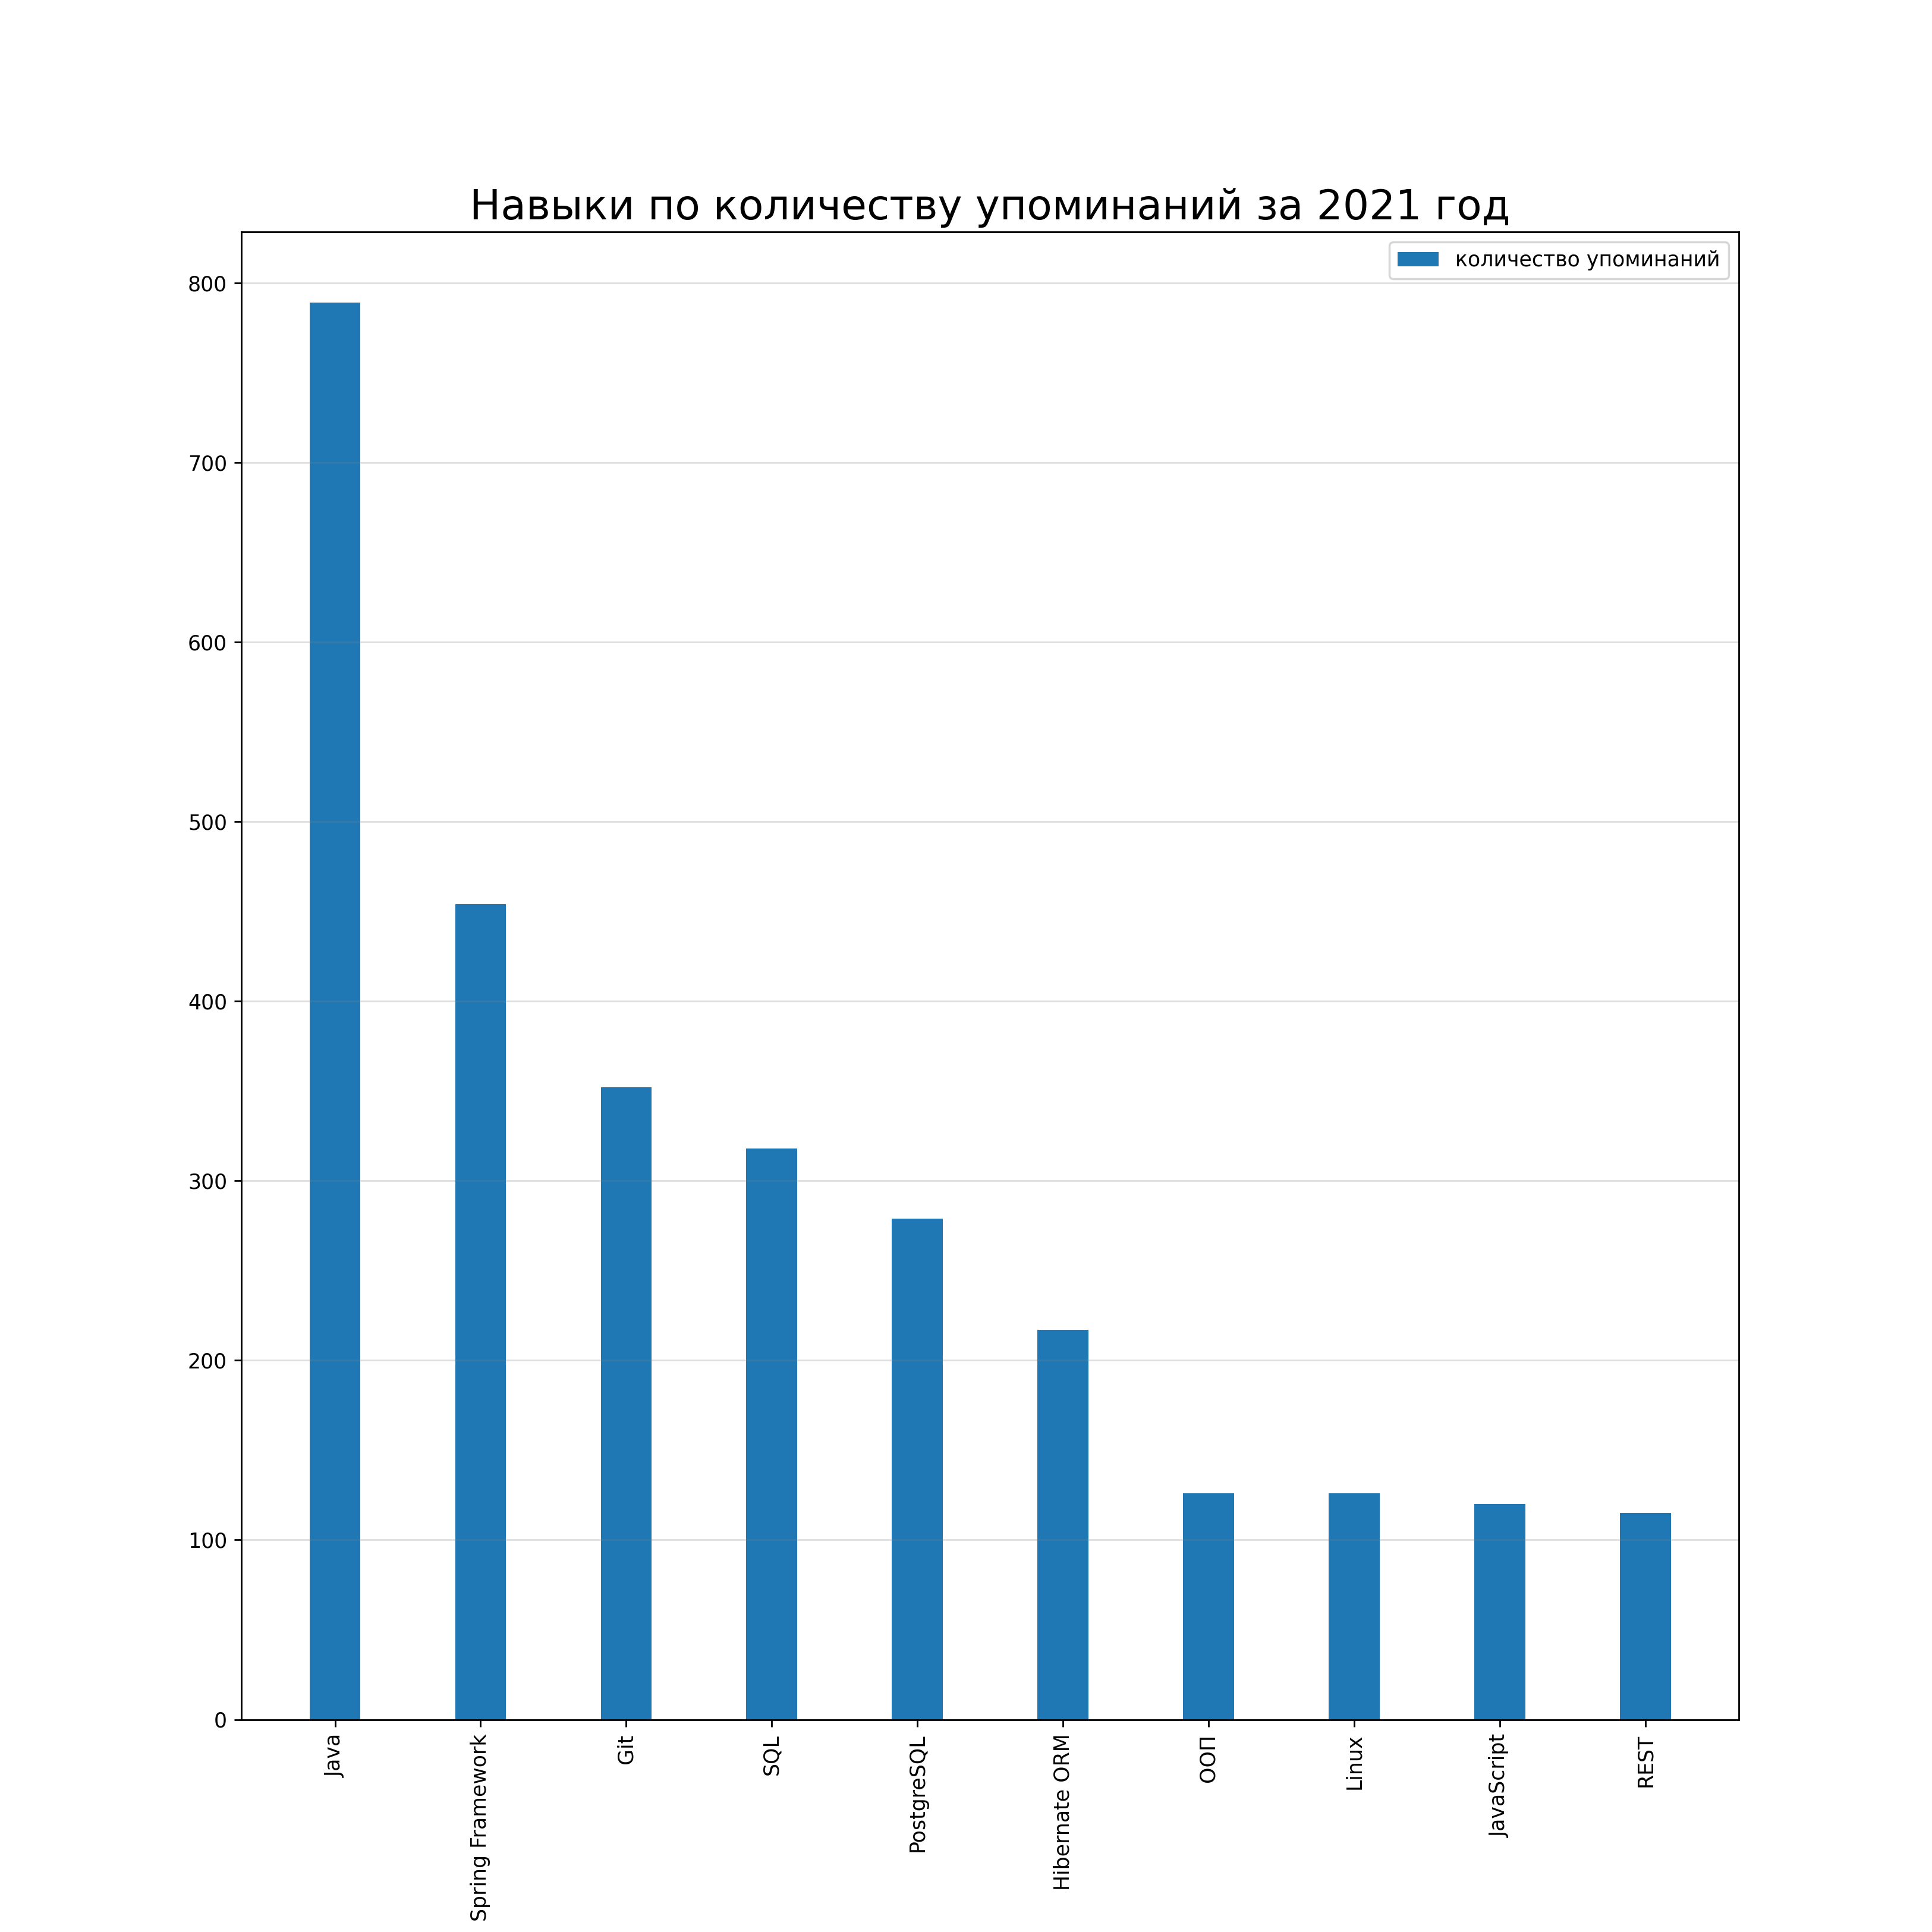 Навыки по количеству упоминаний за 2021 год
количество упоминаний
800
700
600
500
400
300
200
100
0
Java
Spring Framework
Git
SQL
PostgreSQL
Hibernate ORM
ООП
Linux
JavaScript
REST